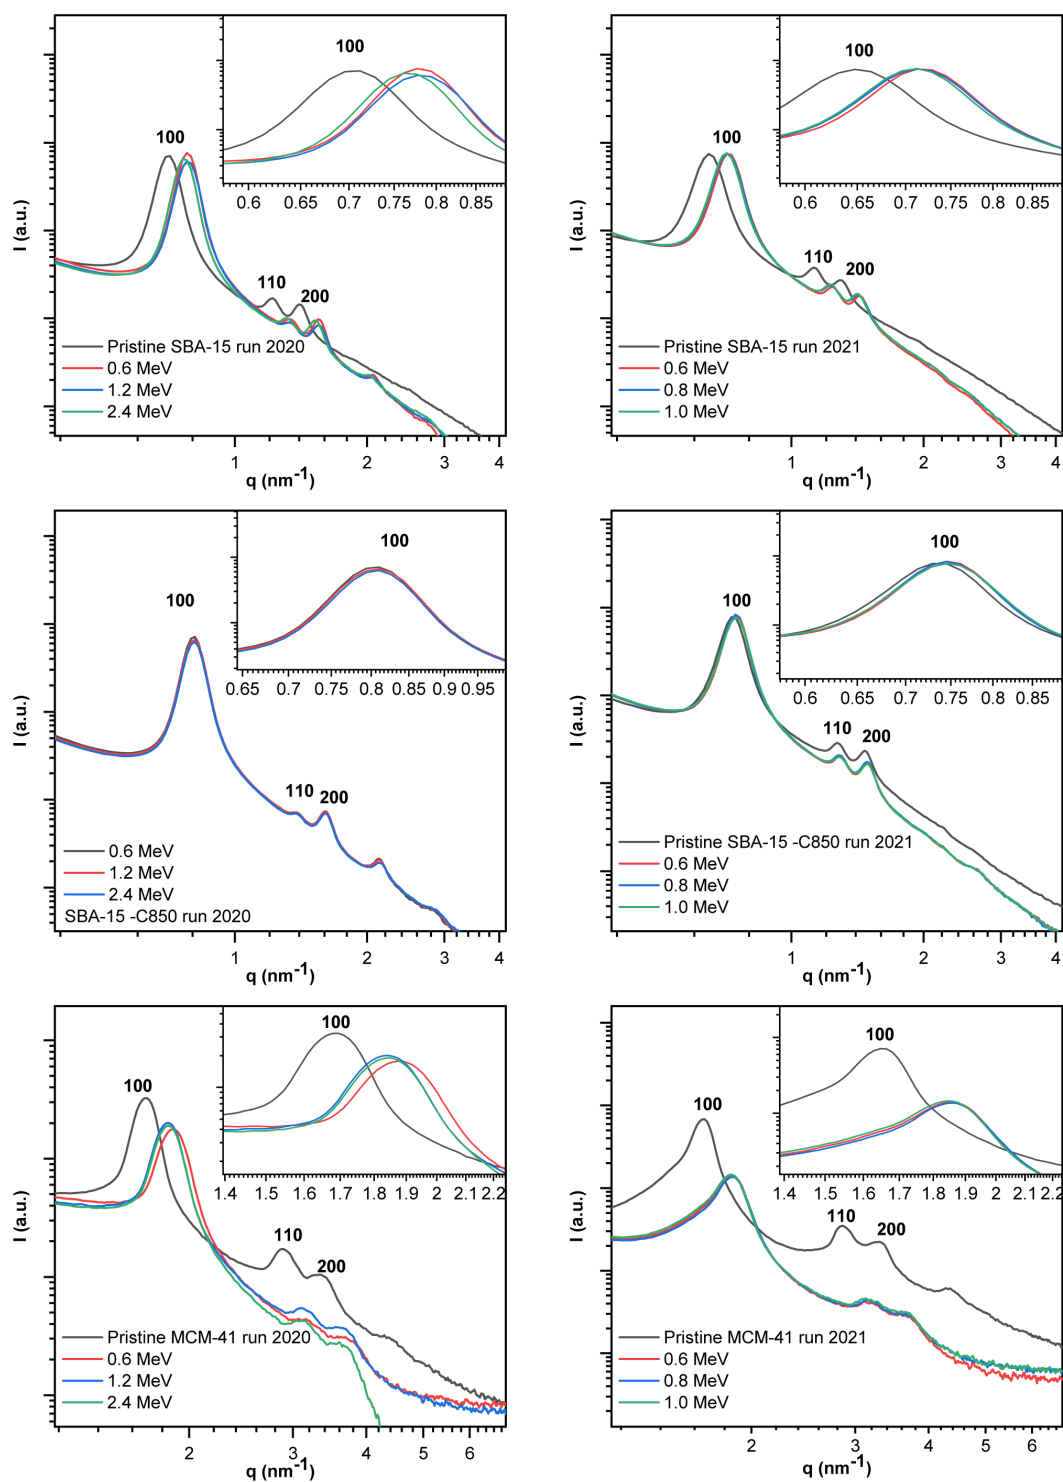 100
0.6 0.7 0.75 0.8 0.85
100
110
200
I (a.u.)
Pristine SBA-15 run 2020
0.6 MeV
1.2 MeV
2.4 MeV
1 2 3 4
q (nm-1)
100
0.6 0.65 0.7 0.75 0.8 0.85
100
110
200
I (a.u.)
Pristine SBA-15 run 2021
0.6 MeV
0.8 MeV
1.0 MeV
1 2 3 4
q (nm-1)
100
0.65 0.7 0.75 0.8 0.85 0.9 0.95
100
110
200
I (a.u.)
0.6 MeV
1.2 MeV
2.4 MeV
SBA-15 -C850 run 2020
1 2 3 4
q (nm-1)
100
0.6 0.65 0.7 0.75 0.8 0.85
100
110
200
I (a.u.)
Pristine SBA-15 -C850 run 2021
0.6 MeV
0.8 MeV
1.0 MeV
1 2 3 4
q (nm-1)
100
1.4 1.5 1.6 1.7 1.8 1.9 2 2.1 2.2
100
110
200
I (a.u.)
Pristine MCM-41 run 2020
0.6 MeV
1.2 MeV
2.4 MeV
2 3 4 5 6
q (nm-1)
100
1.4 1.5 1.6 1.7 1.8 1.9 2 2.1 2.2
100
110
200
I (a.u.)
Pristine MCM-41 run 2021
0.6 MeV
0.8 MeV
1.0 MeV
2 3 4 5 6
q (nm-1)